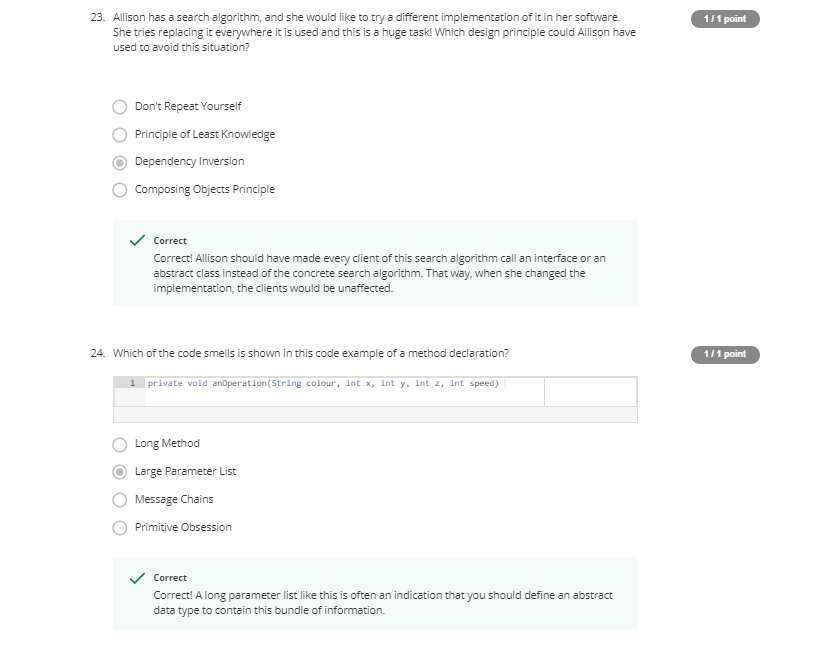 23. Allison has a search algorithm, and she would like to try a different implementation of it in her software. 1 / 1 point
She tries replacing it everywhere it is used and this is a huge task! Which design principle could Allison have
used to avoid this situation?
Don't Repeat Yourself
Principle of Least Knowledge
Dependency Inversion
Composing Objects Principle
Correct
Correct! Allison should have made every client of this search algorithm call an interface or an
abstract class instead of the concrete search algorithm. That way, when she changed the
implementation, the clients would be unaffected.
24. Which of the code smells is shown in this code example of a method declaration? 1 / 1 point
1 private void anOperation(String colour, int x, int y, int z, int speed)
Long Method
Large Parameter List
Message Chains
Primitive Obsession
Correct
Correct! A long parameter list like this is often an indication that you should define an abstract
data type to contain this bundle of information.